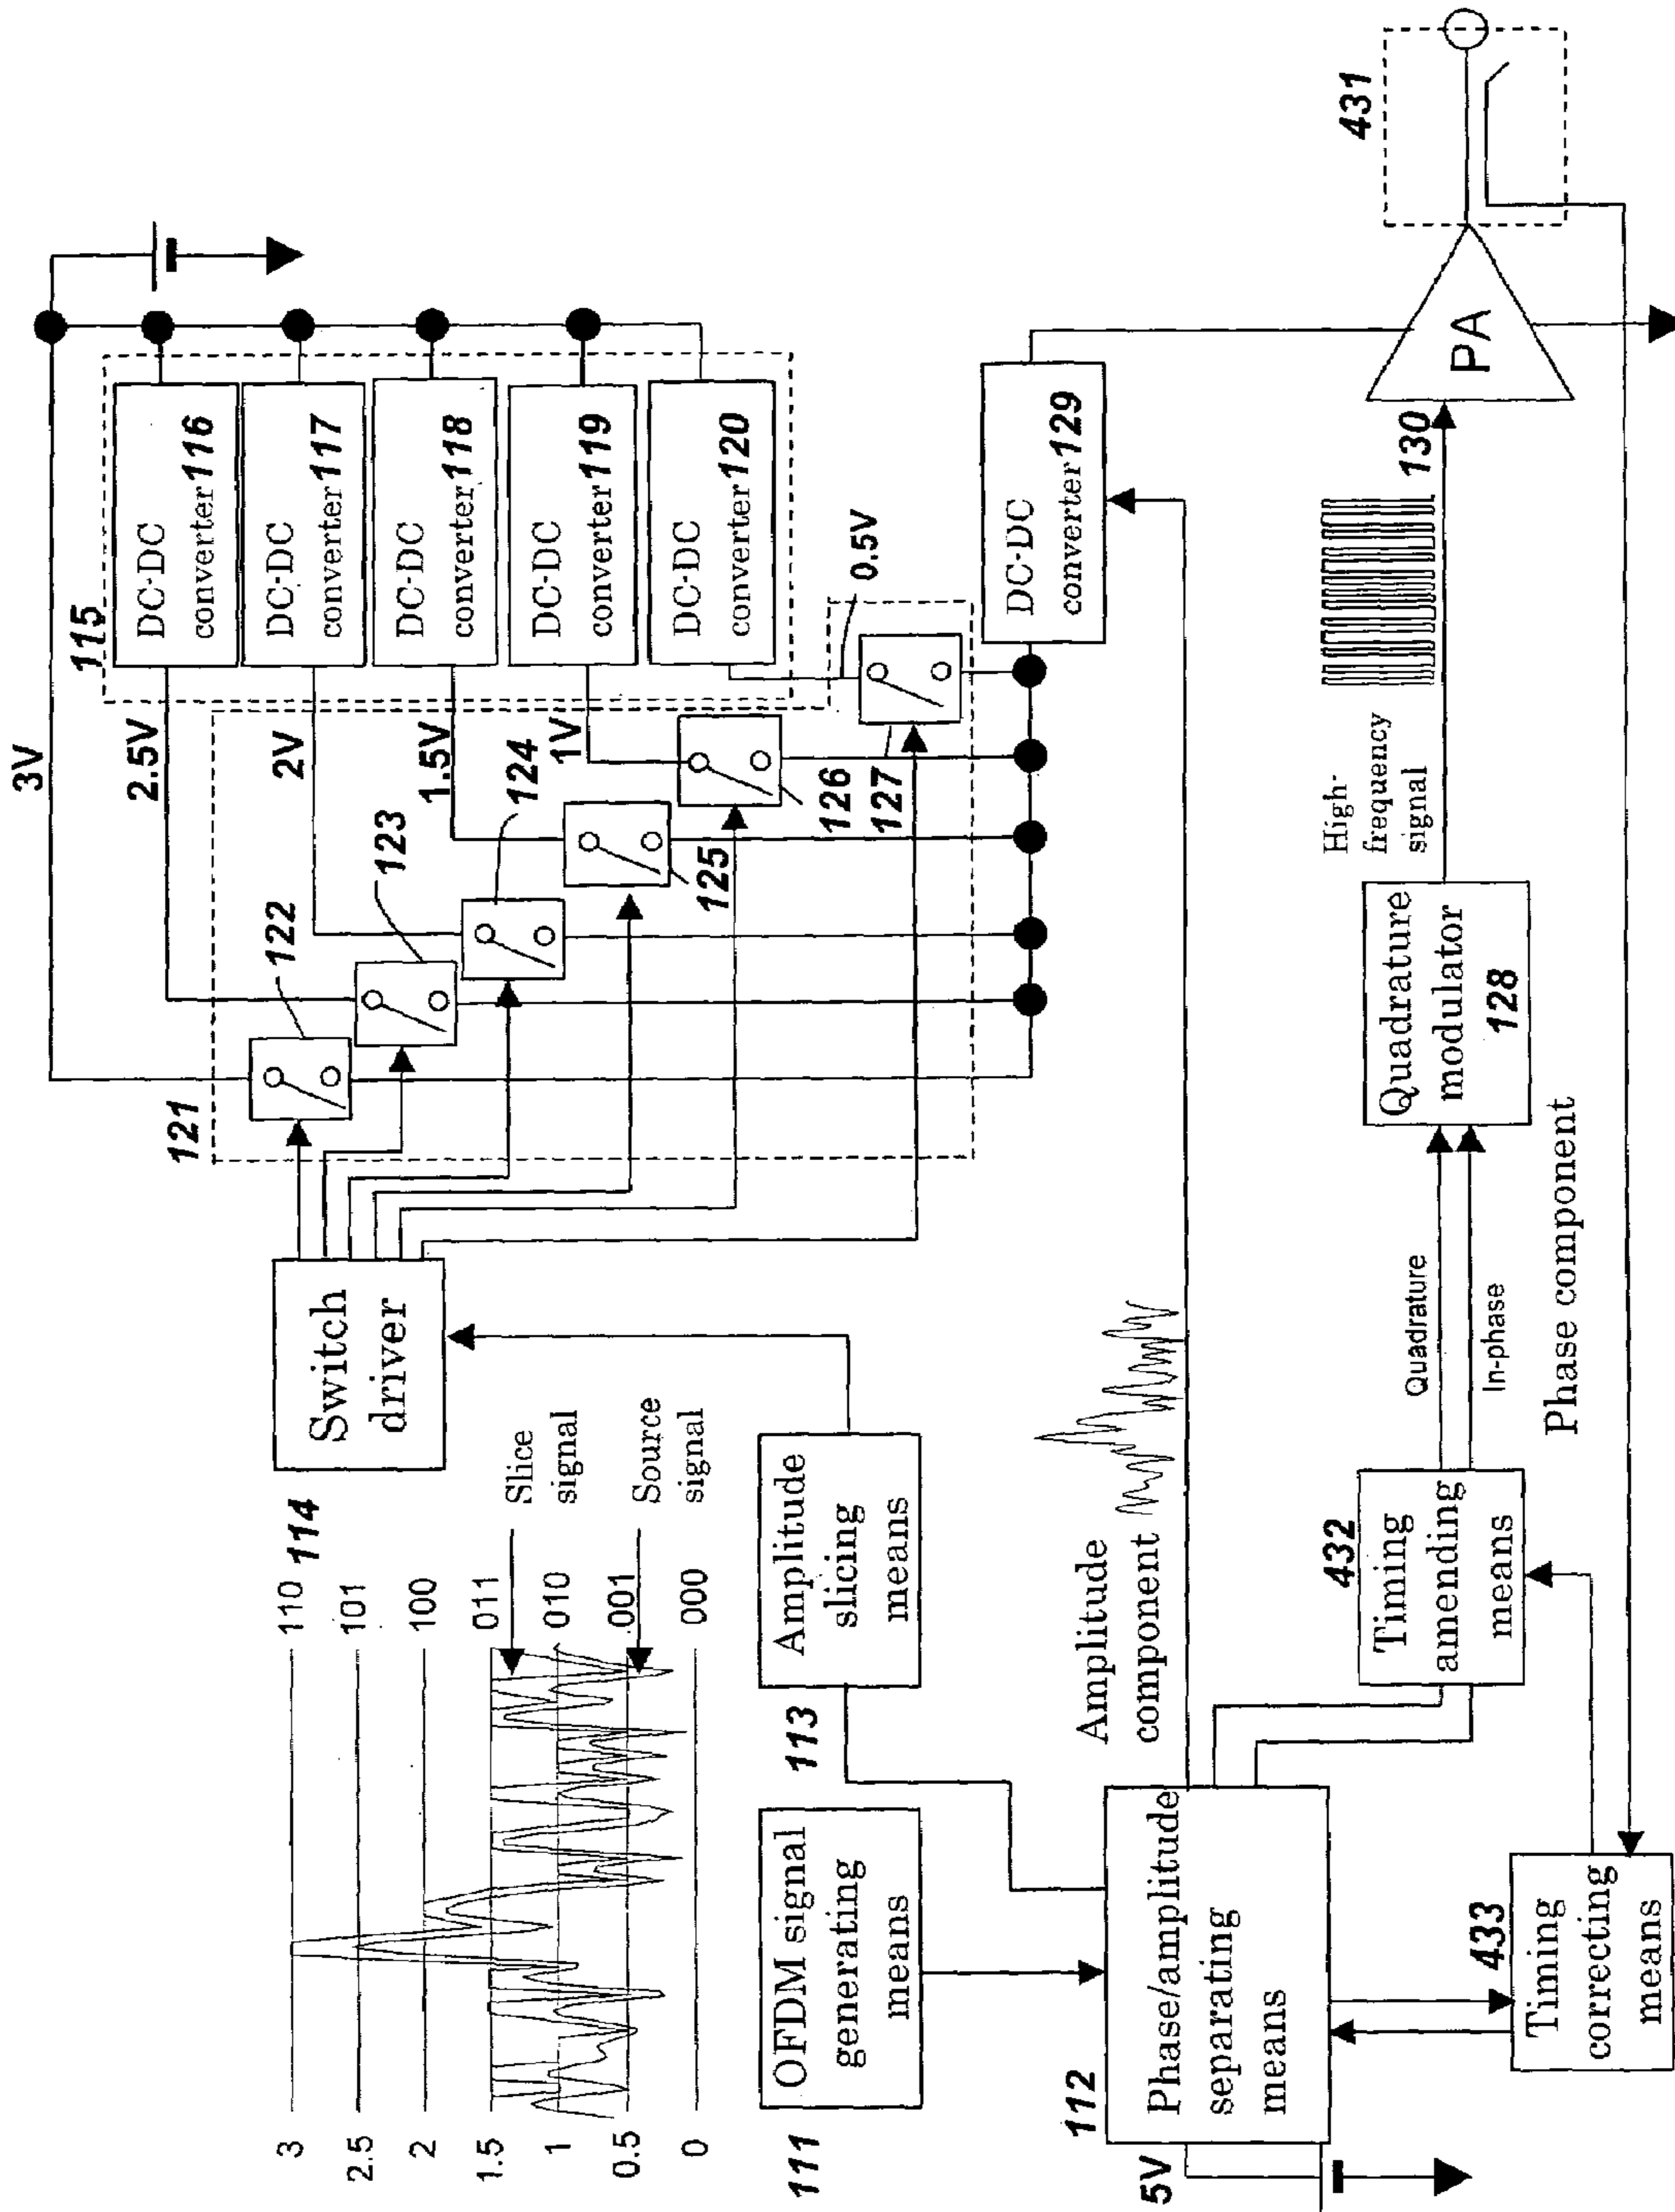 3V
115
DC-DC
converter 116
DC-DC
converter 117
DC-DC
converter 118
DC-DC
converter 119
DC-DC
converter 120
2.5V
2V
1.5V
1V
0.5V
121
122
123
124
125
126
127
Switch
driver
114
3
2.5
2
1.5
1
0.5
0
110
101
100
011
010
001
000
Slice
signal
Source
signal
DC-DC
converter 129
111
OFDM signal
generating
means
113
Amplitude
slicing
means
112
Phase/amplitude
separating
means
5V
Amplitude
component
432
Timing
amending
means
Quadrature
In-phase
Phase component
Quadrature
modulator
128
High-
frequency
signal
130
PA
431
433
Timing
correcting
means